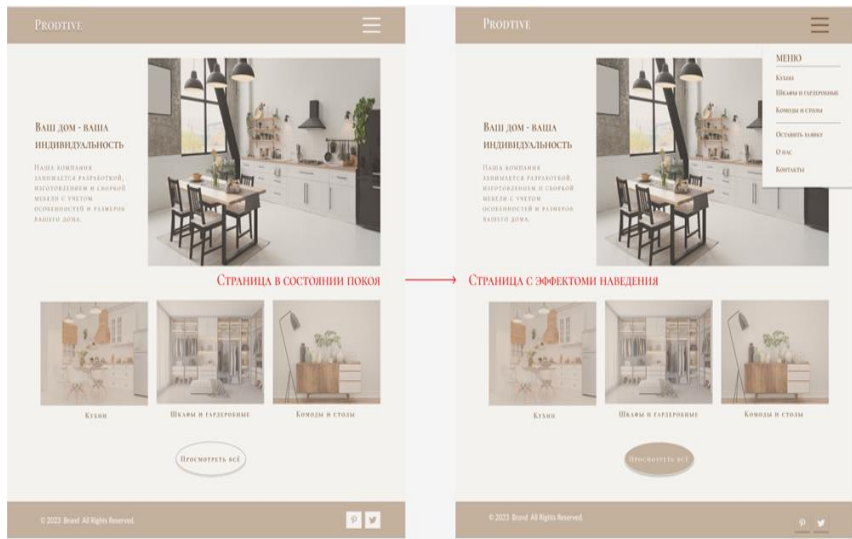 Prodtive
Ваш дом - ваша
индивидуальность
Наша компания
занимается разработкой,
изготовлением и сборкой
мебели с учетом
особенностей и размеров
вашего дома.
Страница в состоянии покоя
Кухни
Шкафы и гардеробные
Комоды и столы
Просмотреть всё
© 2023 Brand All Rights Reserved.
Prodtive
Меню
Кухни
Шкафы и гардеробные
Комоды и столы
Оставить заявку
О нас
Контакты
Ваш дом - ваша
индивидуальность
Наша компания
занимается разработкой,
изготовлением и сборкой
мебели с учетом
особенностей и размеров
вашего дома.
Страница с эффектоми наведения
Кухни
Шкафы и гардеробные
Комоды и столы
Просмотреть всё
© 2023 Brand All Rights Reserved.